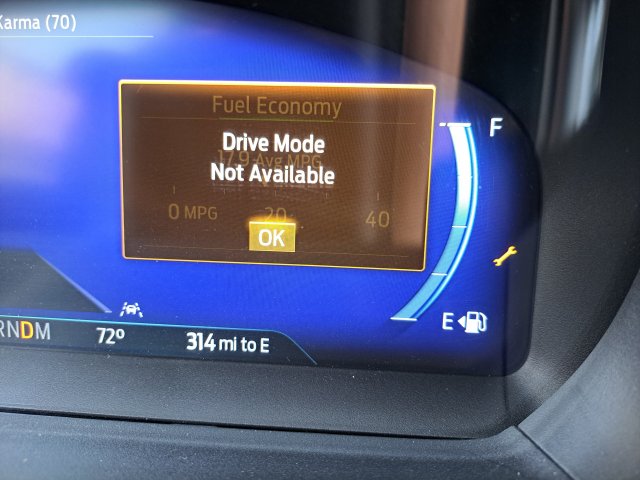 Karma (70)
Fuel Economy
Drive Mode
17.9 Avg MPG
Not Available
0 MPG 20 40
OK
F
E
RNDM 72° 314 mi to E